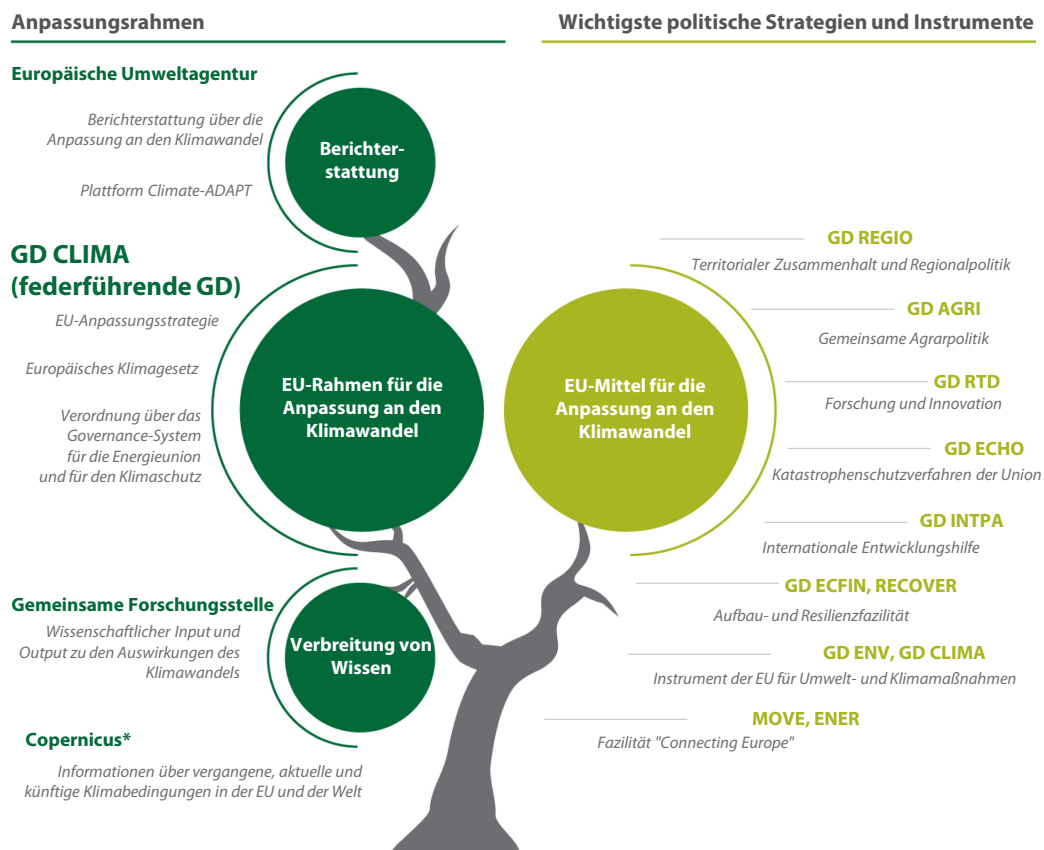 Anpassungsrahmen
Europäische Umweltagentur
Berichterstattung über die
Anpassung an den Klimawandel
Plattform Climate-ADAPT
Berichter-
stattung
GD CLIMA
(federführende GD)
EU-Anpassungsstrategie
Europäisches Klimagesetz
Verordnung über das
Governance-System
für die Energieunion
und für den Klimaschutz
EU-Rahmen für die
Anpassung an den
Klimawandel
Gemeinsame Forschungsstelle
Wissenschaftlicher Input und
Output zu den Auswirkungen des
Klimawandels
Verbreitung von
Wissen
Copernicus*
Informationen über vergangene, aktuelle und
künftige Klimabedingungen in der EU und der Welt
Wichtigste politische Strategien und Instrumente
EU-Mittel für die
Anpassung an den
Klimawandel
GD REGIO
Territorialer Zusammenhalt und Regionalpolitik
GD AGRI
Gemeinsame Agrarpolitik
GD RTD
Forschung und Innovation
GD ECHO
Katastrophenschutzverfahren der Union
GD INTPA
Internationale Entwicklungshilfe
GD ECFIN, RECOVER
Aufbau- und Resilienzfazilität
GD ENV, GD CLIMA
Instrument der EU für Umwelt- und Klimamaßnahmen
MOVE, ENER
Fazilität "Connecting Europe"